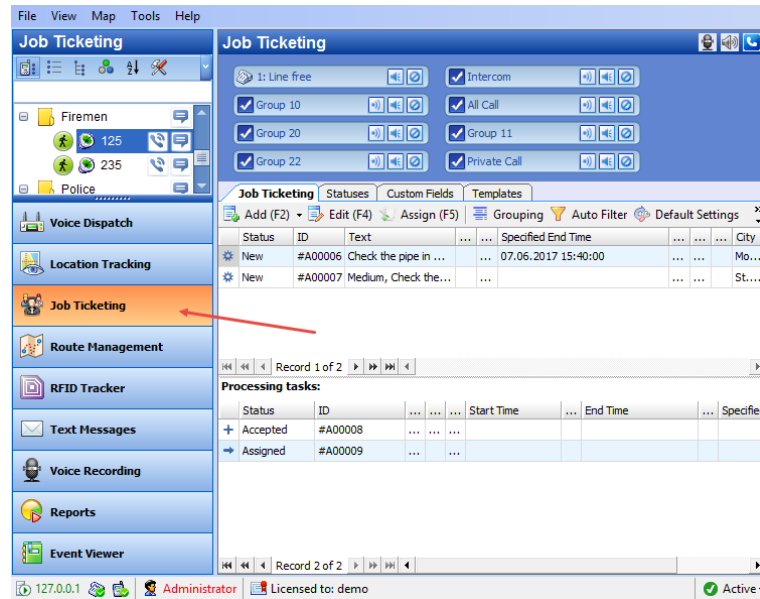 File View Map Tools Help
Job Ticketing
Firemen
125
235
Police
Voice Dispatch
Location Tracking
Job Ticketing
Route Management
RFID Tracker
Text Messages
Voice Recording
Reports
Event Viewer
Job Ticketing
1: Line free Intercom
Group 10 All Call
Group 20 Group 11
Group 22 Private Call
Job Ticketing Statuses Custom Fields Templates
Add (F2) Edit (F4) Assign (F5) Grouping Auto Filter Default Settings
Status ID Text ... ... Specified End Time ... ... ... City
New #A00006 Check the pipe in ... ... 07.06.2017 15:40:00 ... ... Mo...
New #A00007 Medium, Check the... ... ... ... St....
Record 1 of 2
Processing tasks:
Status ID ... ... ... Start Time ... End Time ... Specifie
Accepted #A00008 ... ... ...
Assigned #A00009 ... ...
Record 2 of 2
127.0.0.1 Administrator Licensed to: demo Active